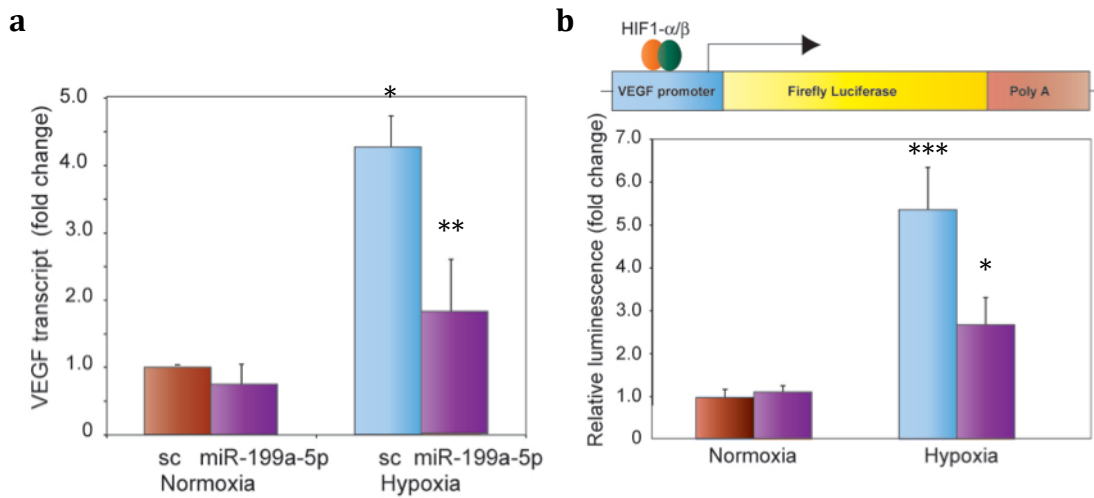 a
5.0
4.0
3.0
2.0
1.0
0
VEGF transcript (fold change)
*
**
sc miR-199a-5p
Normoxia
sc miR-199a-5p
Hypoxia
b
HIF1-α/β
VEGF promoter
Firefly Luciferase
Poly A
7.0
6.0
5.0
4.0
3.0
2.0
1.0
0
Relative luminescence (fold change)
***
*
Normoxia
Hypoxia